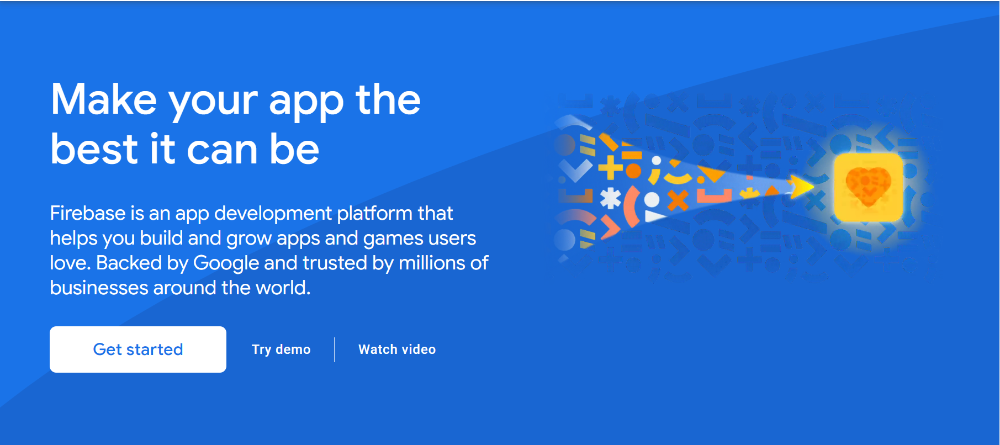 Make your app the
best it can be
Firebase is an app development platform that
helps you build and grow apps and games users
love. Backed by Google and trusted by millions of
businesses around the world.
Get started
Try demo
Watch video